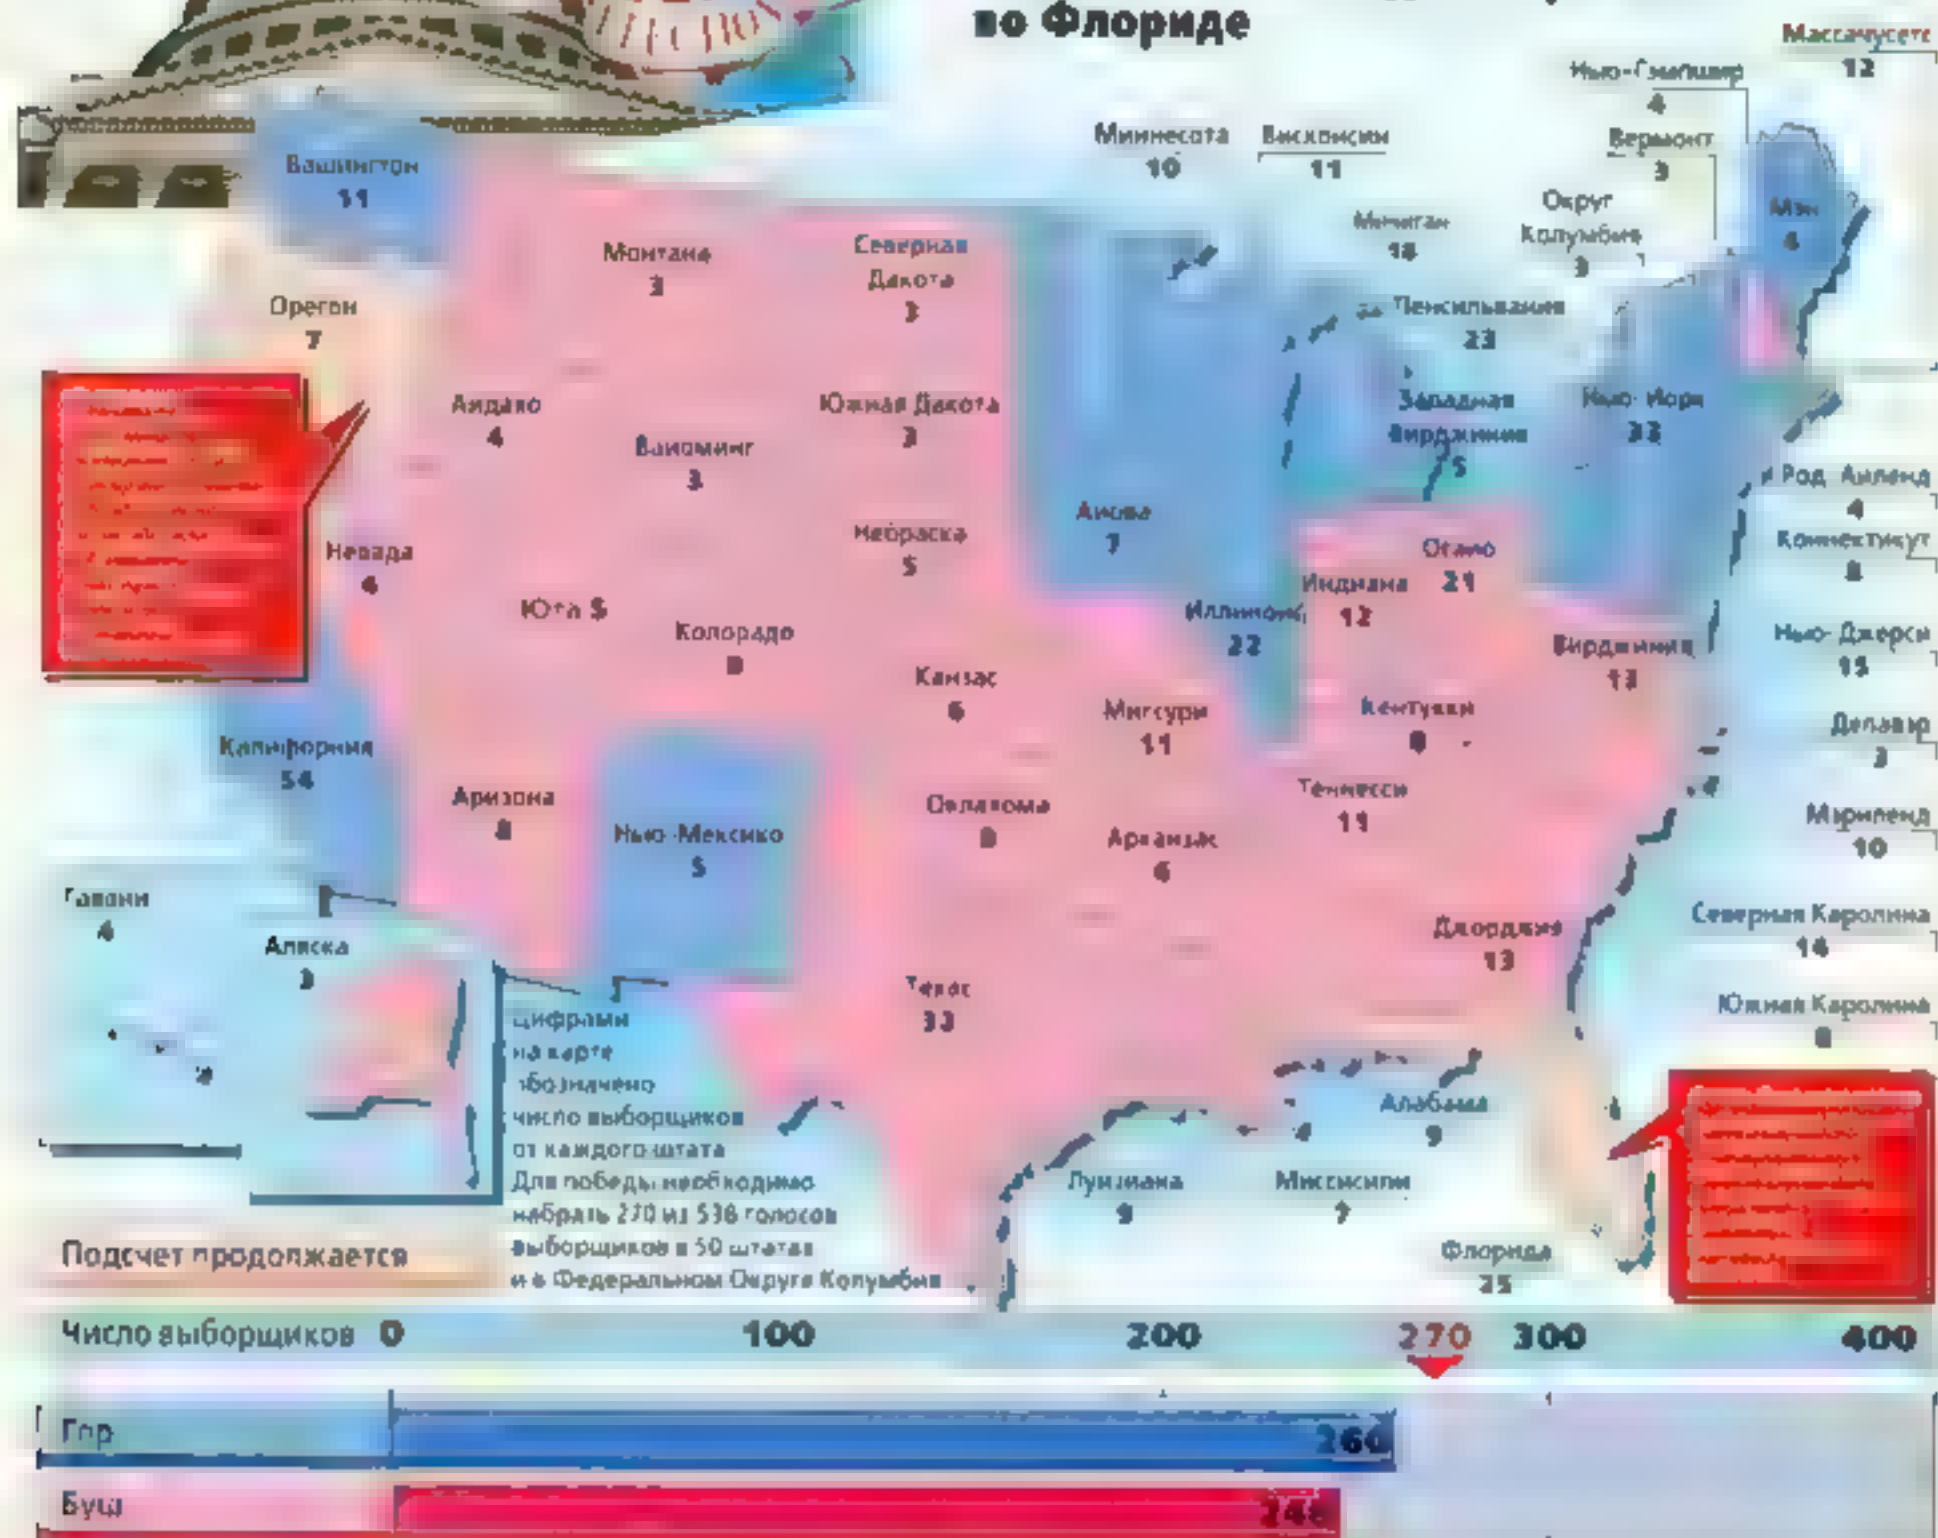 во Флориде
Массачусетс
12
Нью-Гэмпшир
4
Миннесота
10
Висконсин
11
Вермонт
3
Вашингтон
11
Округ
Колумбия
3
Мэн
4
Мичиган
18
Монтана
3
Северная
Дакота
3
Орегон
7
Пенсильвания
23
Айдахо
4
Южная Дакота
3
Западная
Вирджиния
5
Нью-Йорк
33
Вайоминг
3
Род-Айленд
4
Айова
7
Небраска
5
Невада
4
Огайо
21
Коннектикут
8
Индиана
12
Юта 5
Иллинойс
22
Колорадо
8
Вирджиния
13
Нью-Джерси
15
Канзас
6
Миссури
11
Кентукки
8
Калифорния
54
Делавэр
3
Аризона
8
Нью-Мексико
5
Оклахома
8
Теннесси
11
Арканзас
6
Мэриленд
10
Гавайи
4
Аляска
3
Джорджия
13
Северная Каролина
14
Техас
32
Южная Каролина
8
Цифрами
на карте
обозначено
число выборщиков
от каждого штата
Для победы необходимо
набрать 270 из 538 голосов
выборщиков в 50 штатах
и в Федеральном Округе Колумбия
Алабама
9
Луизиана
9
Миссисипи
7
Флорида
25
Подсчет продолжается
Число выборщиков 0 100 200 270 300 400
Гор
260
Буш
246